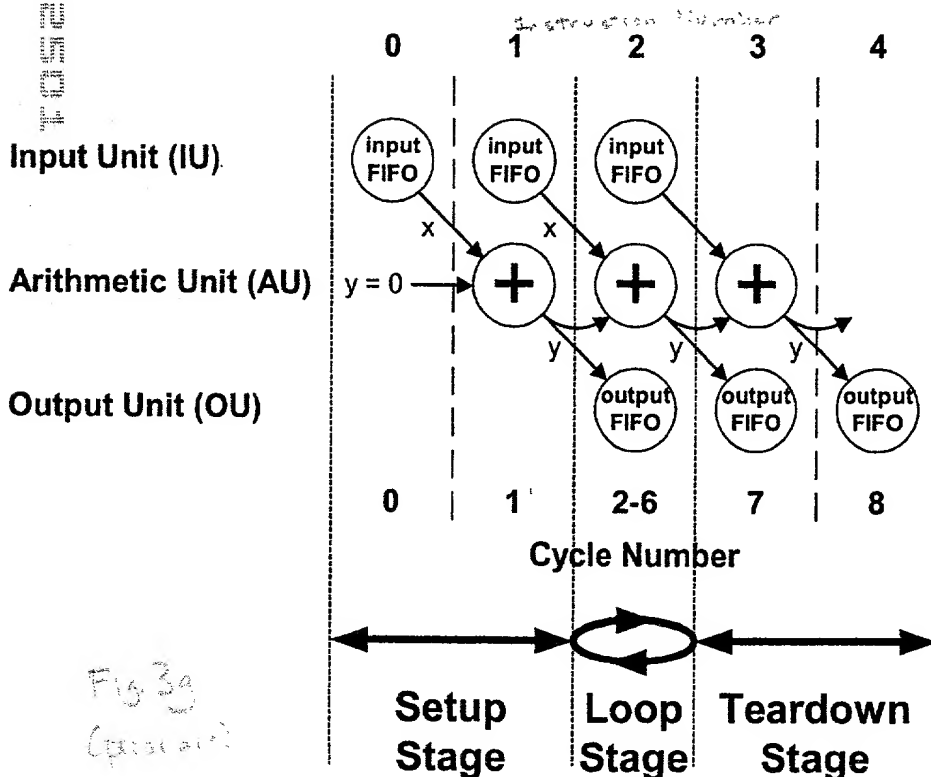 Instruction Number
0 1 2 3 4
Input Unit (IU)
input FIFO
input FIFO
input FIFO
x
x
Arithmetic Unit (AU)
y = 0
+
+
+
y
y
y
Output Unit (OU)
output FIFO
output FIFO
output FIFO
0 1 2-6 7 8
Cycle Number
Setup Stage
Loop Stage
Teardown Stage
Fig 3g